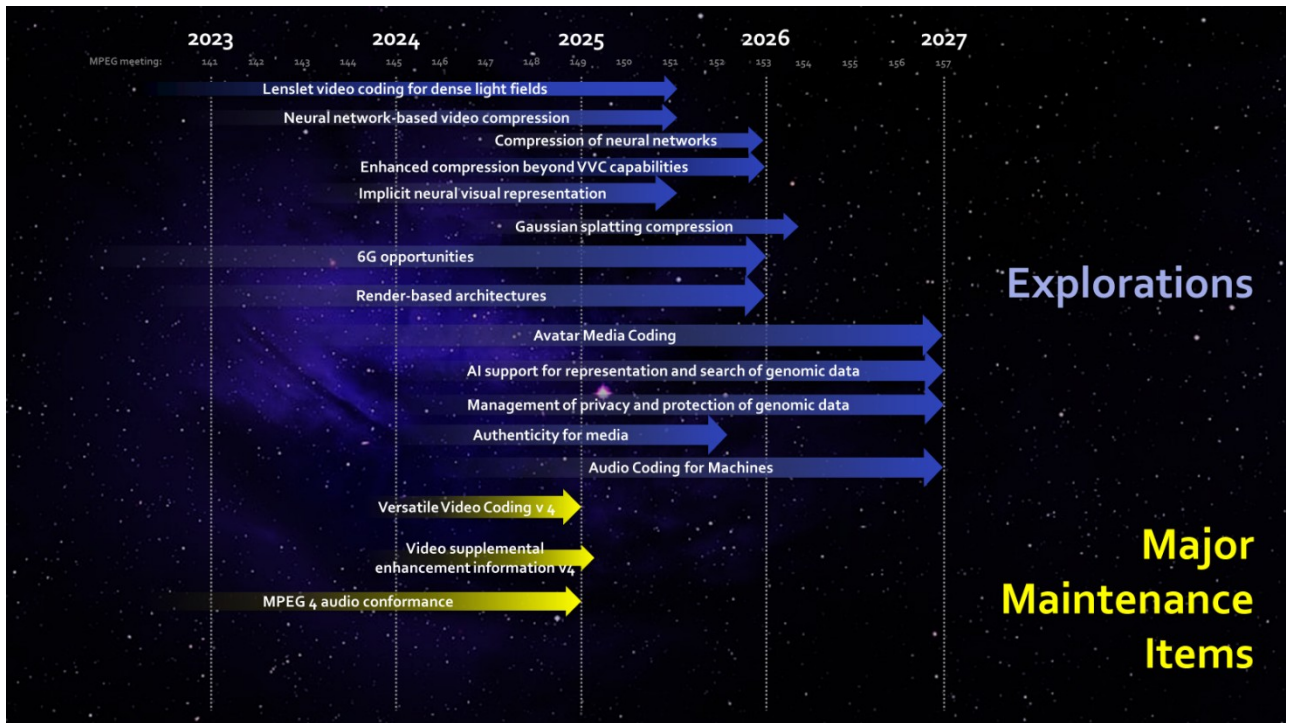 2023 2024 2025 2026 2027
MPEG meeting: 141 142 143 144 145 146 147 148 149 150 151 152 153 154 155 156 157
Lenslet video coding for dense light fields
Neural network-based video compression
Compression of neural networks
Enhanced compression beyond VVC capabilities
Implicit neural visual representation
Gaussian splatting compression
6G opportunities
Render-based architectures
Explorations
Avatar Media Coding
AI support for representation and search of genomic data
Management of privacy and protection of genomic data
Authenticity for media
Audio Coding for Machines
Versatile Video Coding v 4
Video supplemental
enhancement information v4
MPEG 4 audio conformance
Major
Maintenance
Items